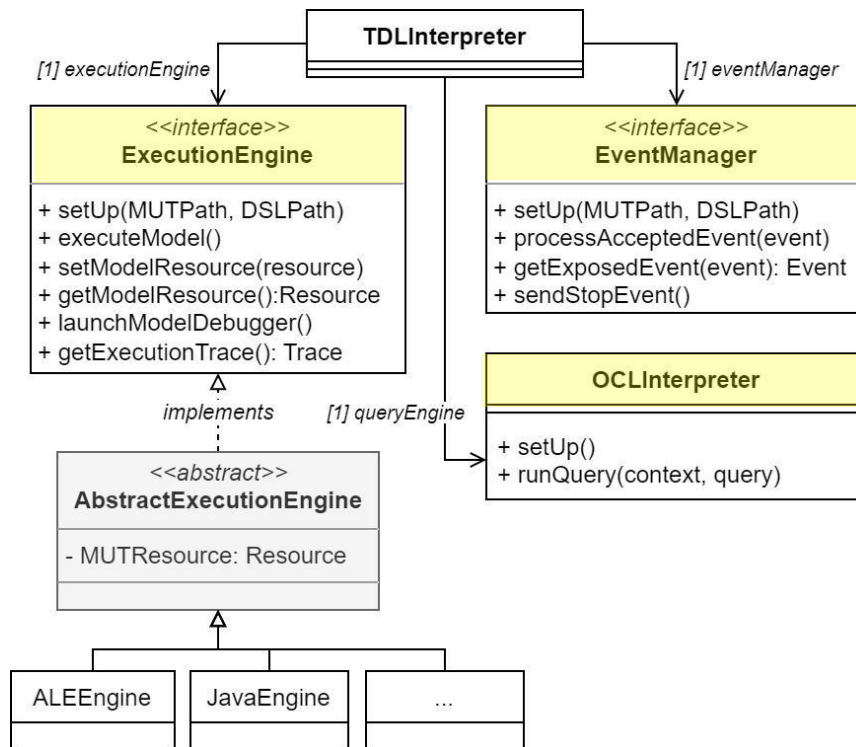 TDLInterpreter
[1] executionEngine
[1] eventManager
<<interface>>
ExecutionEngine
+ setUp(MUTPath, DSLPath)
+ executeModel()
+ setModelResource(resource)
+ getModelResource():Resource
+ launchModelDebugger()
+ getExecutionTrace(): Trace
<<interface>>
EventManager
+ setUp(MUTPath, DSLPath)
+ processAcceptedEvent(event)
+ getExposedEvent(event): Event
+ sendStopEvent()
implements
[1] queryEngine
OCLInterpreter
+ setUp()
+ runQuery(context, query)
<<abstract>>
AbstractExecutionEngine
- MUTResource: Resource
ALEEngine
JavaEngine
...